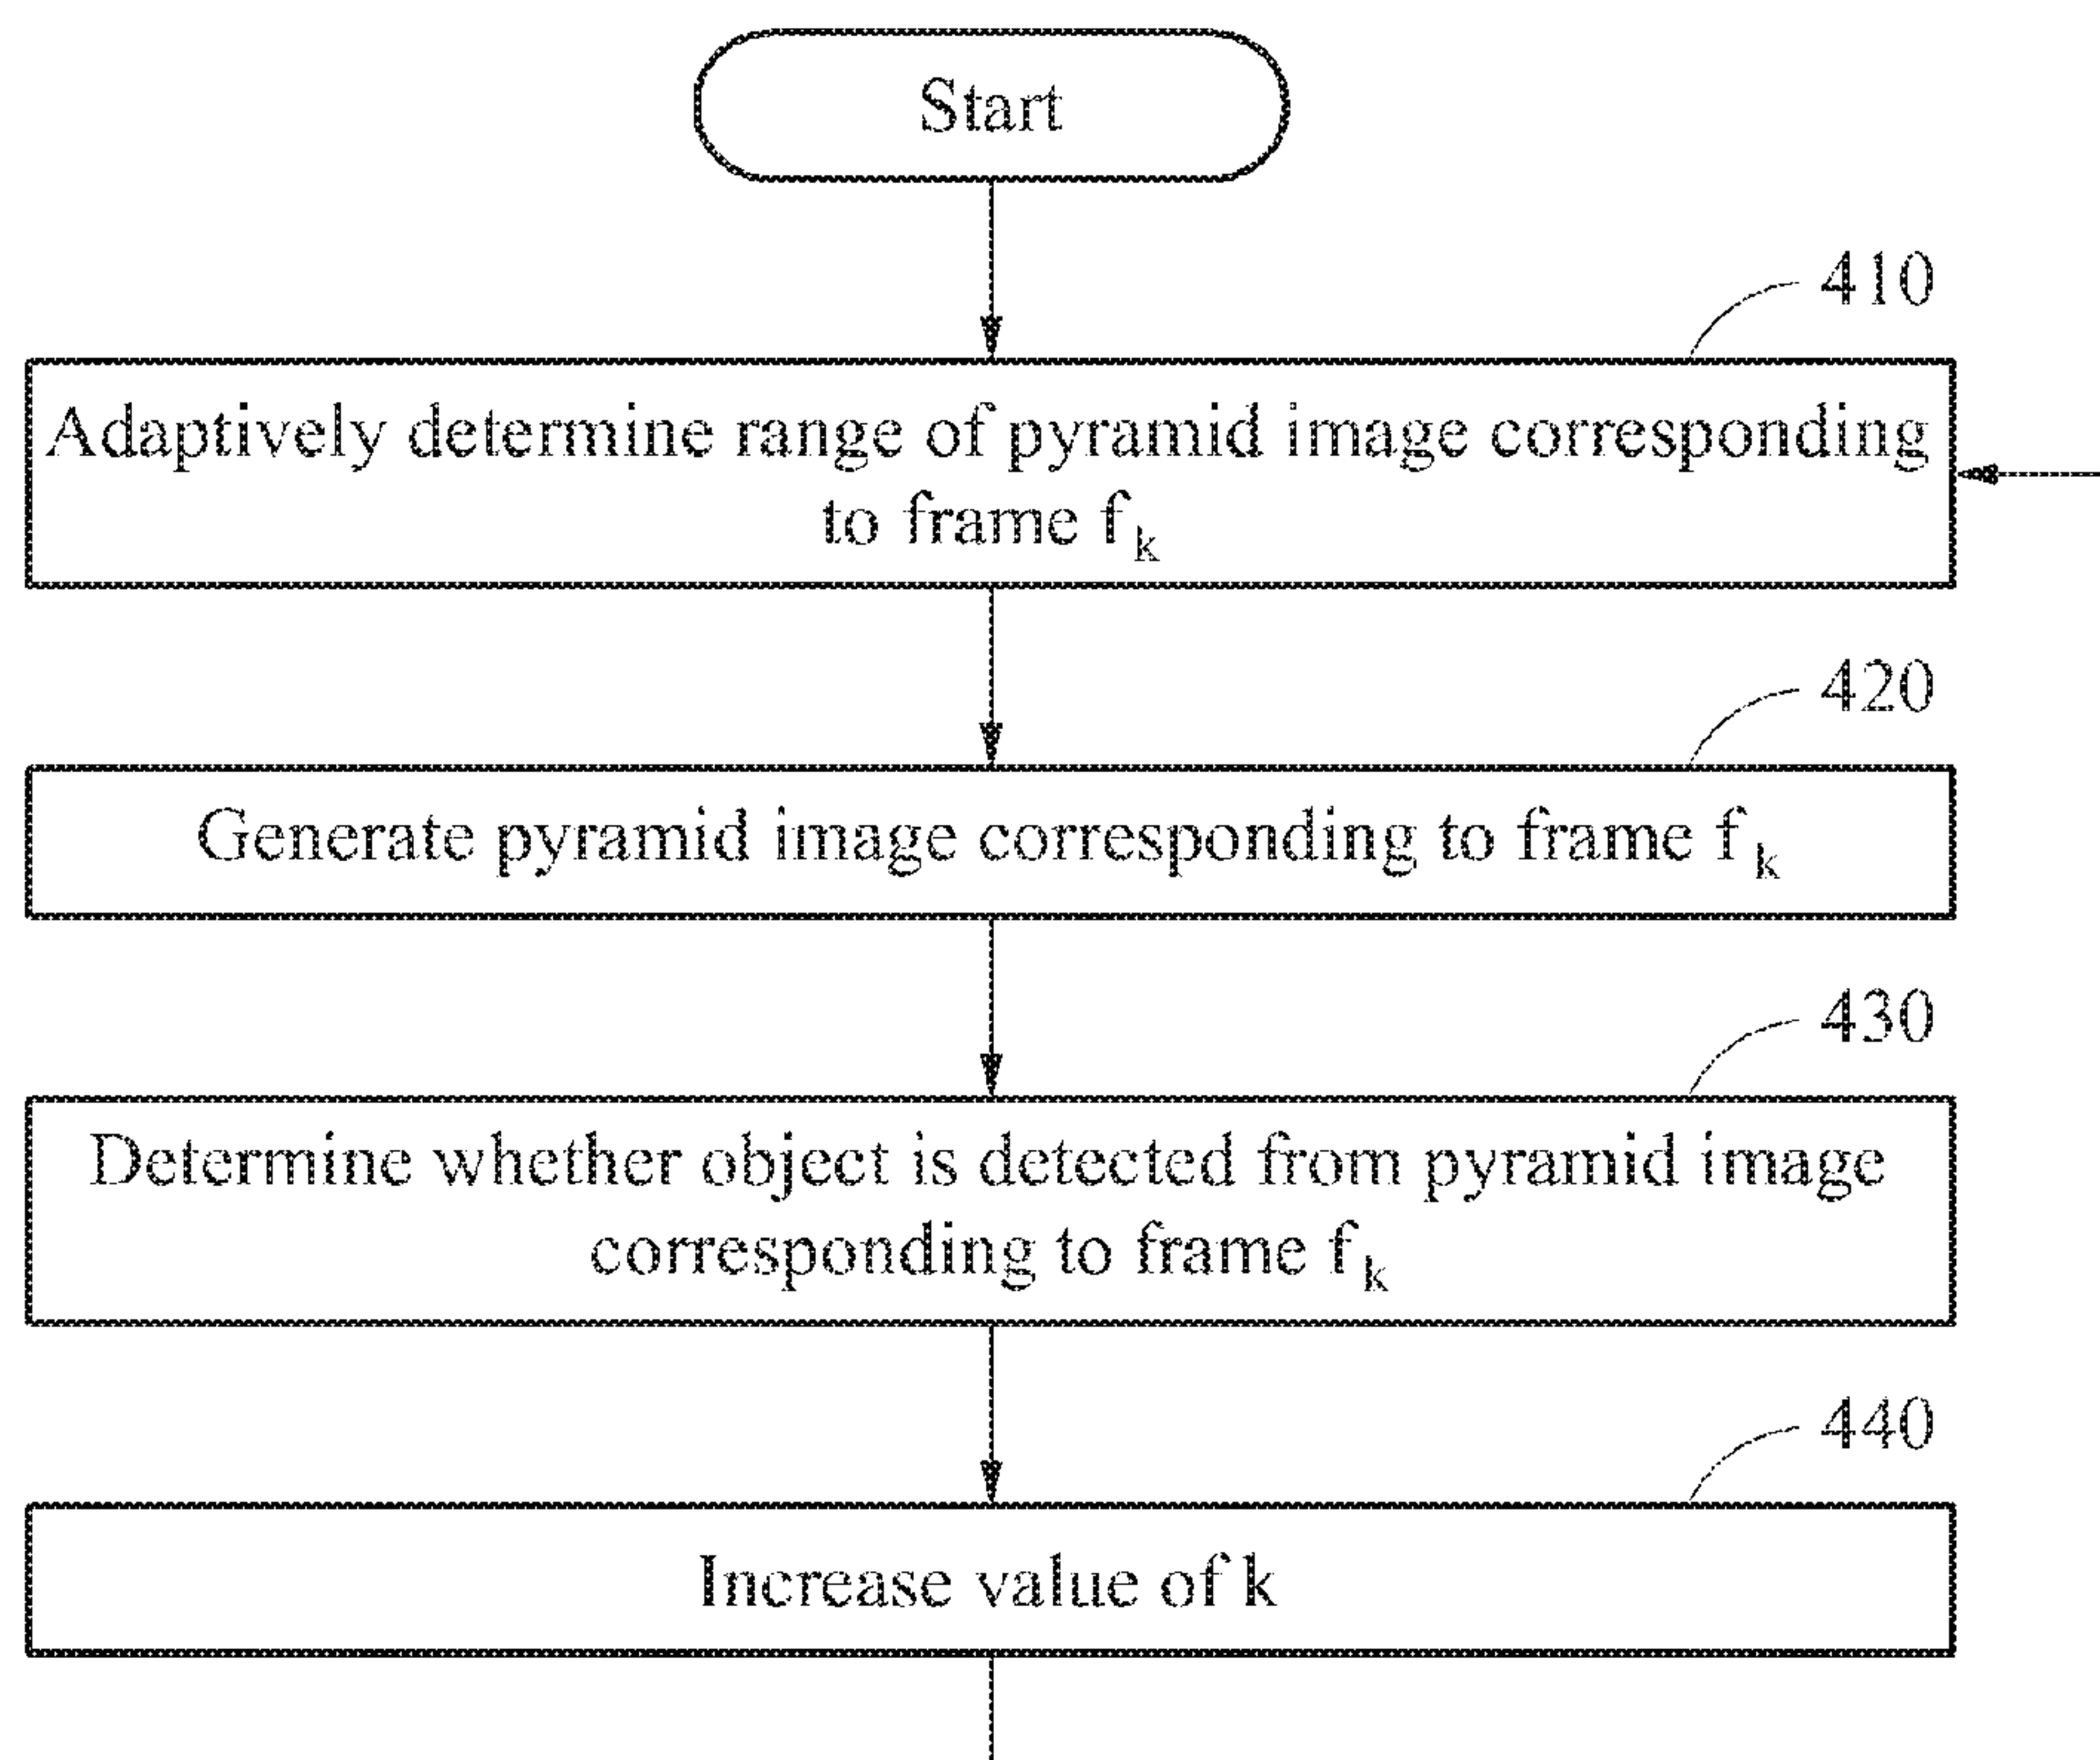 Start
410
Adaptively determine range of pyramid image corresponding
to frame fₖ
420
Generate pyramid image corresponding to frame fₖ
430
Determine whether object is detected from pyramid image
corresponding to frame fₖ
440
Increase value of k